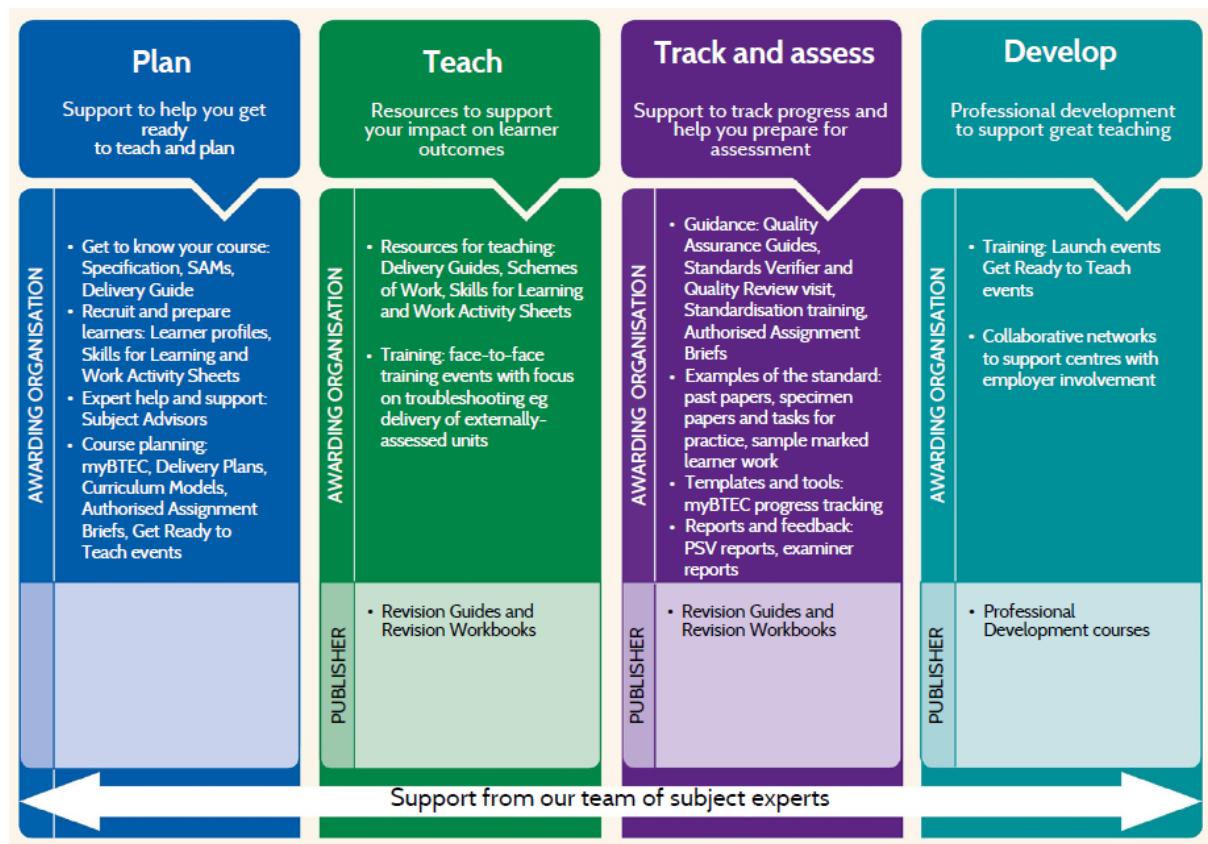 Plan
Support to help you get
ready
to teach and plan
AWARDING ORGANISATION
• Get to know your course:
Specification, SAMs,
Delivery Guide
• Recruit and prepare
learners: Learner profiles,
Skills for Learning and
Work Activity Sheets
• Expert help and support:
Subject Advisors
• Course planning:
myBTEC, Delivery Plans,
Curriculum Models,
Authorised Assignment
Briefs, Get Ready to
Teach events
Teach
Resources to support
your impact on learner
outcomes
AWARDING ORGANISATION
• Resources for teaching:
Delivery Guides, Schemes
of Work, Skills for Learning
and Work Activity Sheets
• Training: face-to-face
training events with focus
on troubleshooting eg
delivery of externally-
assessed units
PUBLISHER
• Revision Guides and
Revision Workbooks
Track and assess
Support to track progress and
help you prepare for
assessment
AWARDING ORGANISATION
• Guidance: Quality
Assurance Guides,
Standards Verifier and
Quality Review visit,
Standardisation training,
Authorised Assignment
Briefs
• Examples of the standard:
past papers, specimen
papers and tasks for
practice, sample marked
learner work
• Templates and tools:
myBTEC progress tracking
• Reports and feedback:
PSV reports, examiner
reports
PUBLISHER
• Revision Guides and
Revision Workbooks
Develop
Professional development
to support great teaching
AWARDING ORGANISATION
• Training: Launch events
Get Ready to Teach
events
• Collaborative networks
to support centres with
employer involvement
PUBLISHER
• Professional
Development courses
Support from our team of subject experts